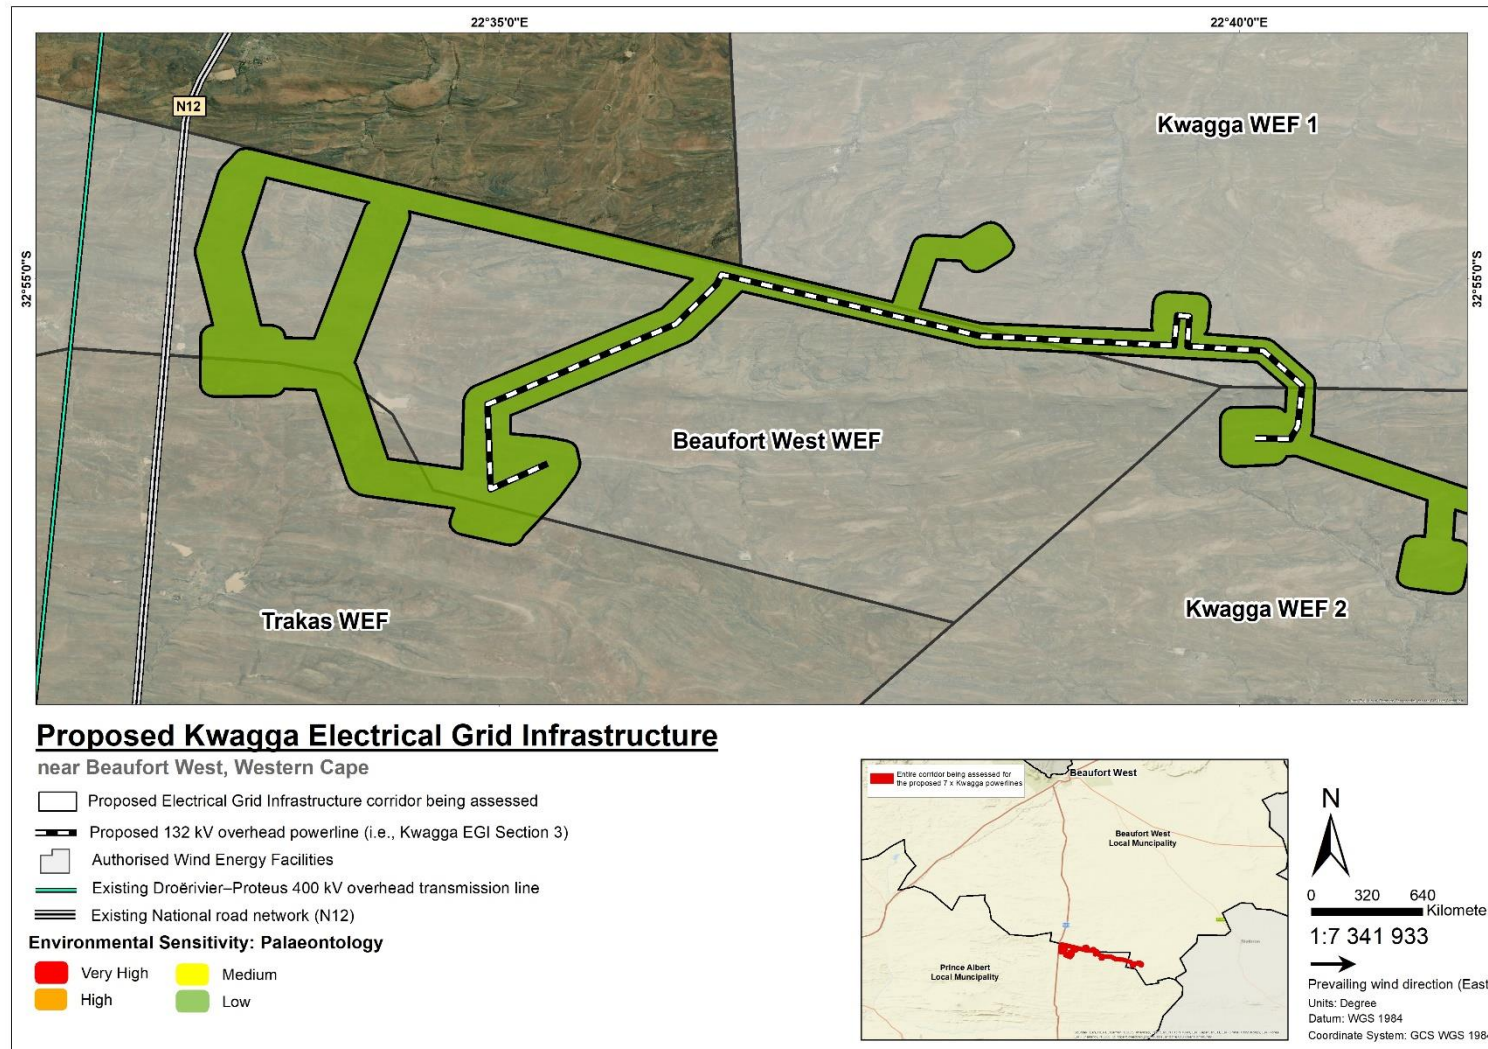 22°35'0"E
22°40'0"E
N12
Kwagga WEF 1
32°55'0"S
32°55'0"S
Beaufort West WEF
Trakas WEF
Kwagga WEF 2
Proposed Kwagga Electrical Grid Infrastructure
near Beaufort West, Western Cape
Proposed Electrical Grid Infrastructure corridor being assessed
Proposed 132 kV overhead powerline (i.e., Kwagga EGI Section 3)
Authorised Wind Energy Facilities
Existing Droërivier–Proteus 400 kV overhead transmission line
Existing National road network (N12)
Environmental Sensitivity: Palaeontology
Very High
Medium
High
Low
Entire corridor being assessed for
the proposed 7 x Kwagga powerlines
Beaufort West
Beaufort West
Local Muncipality
Prince Albert
Local Muncipality
N
0 320 640
Kilomete
1:7 341 933
Prevailing wind direction (East
Units: Degree
Datum: WGS 1984
Coordinate System: GCS WGS 1984